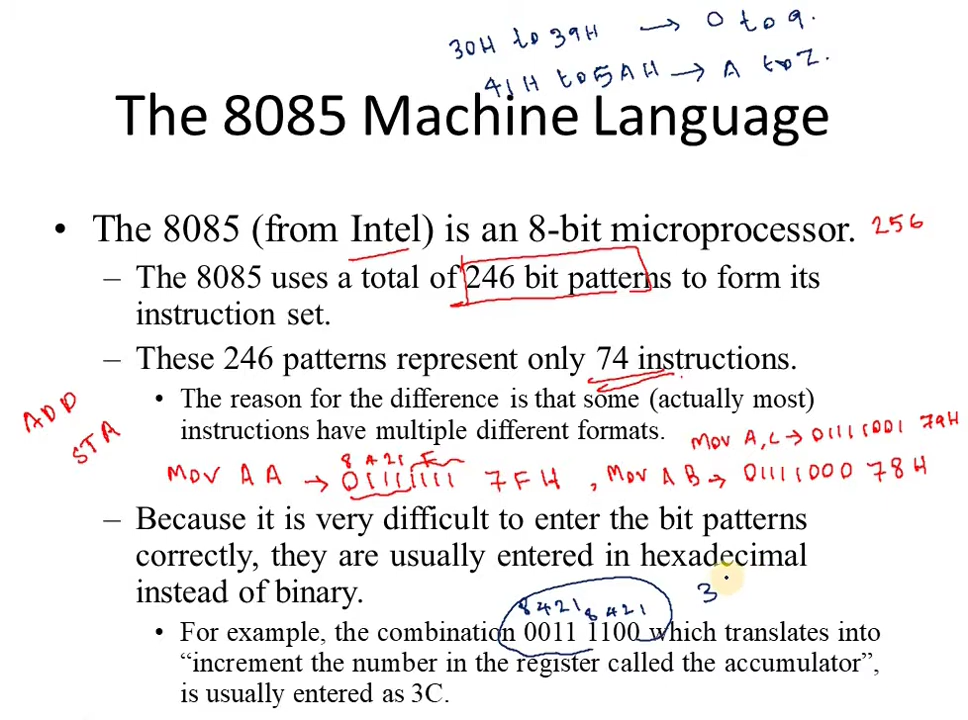 30H to 39H → 0 to 9.
41H to 5AH → A to Z.
The 8085 Machine Language
• The 8085 (from Intel) is an 8-bit microprocessor. 256
– The 8085 uses a total of 246 bit patterns to form its
instruction set.
– These 246 patterns represent only 74 instructions.
• The reason for the difference is that some (actually most)
instructions have multiple different formats.
ADD
STA
MOV A,C → 01111001 79H
8421 F
MOV A A → 01111111 7FH , MOV A B → 01111000 78H
– Because it is very difficult to enter the bit patterns
correctly, they are usually entered in hexadecimal
instead of binary.
8421 8421
3
• For example, the combination 0011 1100 which translates into
“increment the number in the register called the accumulator”,
is usually entered as 3C.